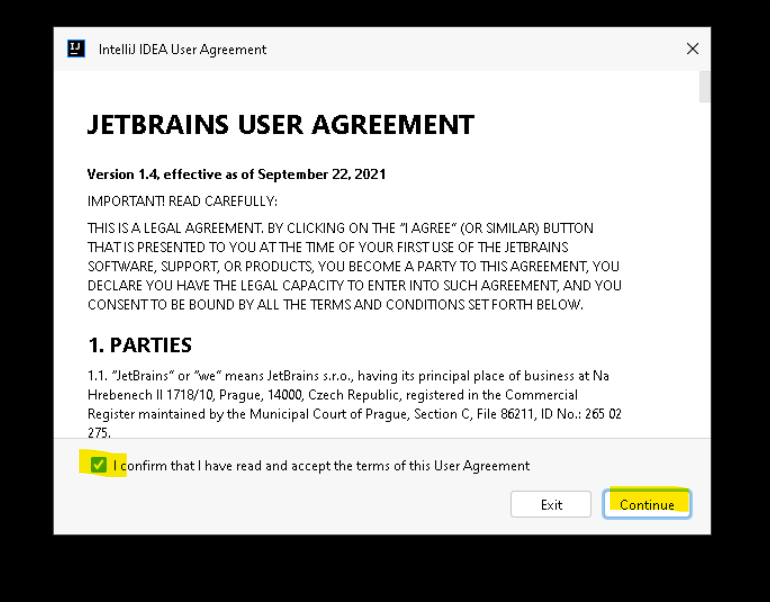 IJ IntelliJ IDEA User Agreement
JETBRAINS USER AGREEMENT
Version 1.4, effective as of September 22, 2021
IMPORTANT! READ CAREFULLY:
THIS IS A LEGAL AGREEMENT. BY CLICKING ON THE "I AGREE" (OR SIMILAR) BUTTON
THAT IS PRESENTED TO YOU AT THE TIME OF YOUR FIRST USE OF THE JETBRAINS
SOFTWARE, SUPPORT, OR PRODUCTS, YOU BECOME A PARTY TO THIS AGREEMENT, YOU
DECLARE YOU HAVE THE LEGAL CAPACITY TO ENTER INTO SUCH AGREEMENT, AND YOU
CONSENT TO BE BOUND BY ALL THE TERMS AND CONDITIONS SET FORTH BELOW.
1. PARTIES
1.1. "JetBrains" or "we" means JetBrains s.r.o., having its principal place of business at Na
Hrebenech II 1718/10, Prague, 14000, Czech Republic, registered in the Commercial
Register maintained by the Municipal Court of Prague, Section C, File 86211, ID No.: 265 02
275.
I confirm that I have read and accept the terms of this User Agreement
Exit Continue